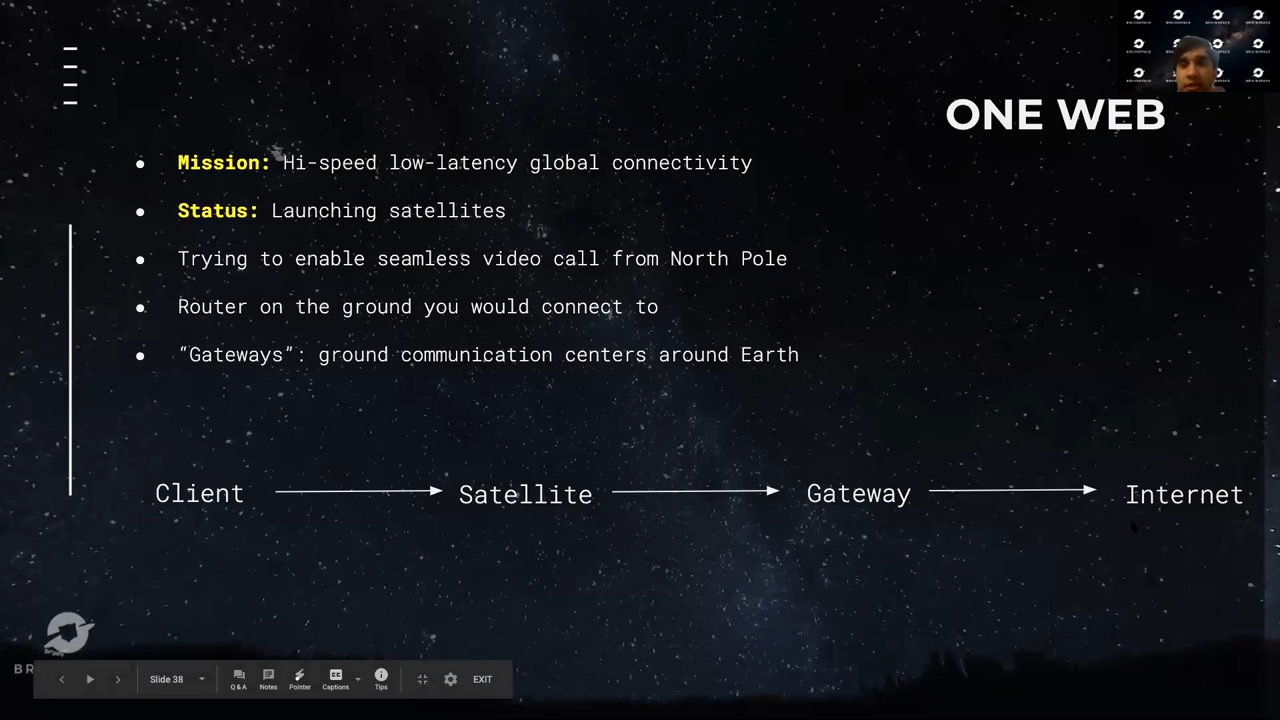 ONE WEB
Mission: Hi-speed low-latency global connectivity
Status: Launching satellites
Trying to enable seamless video call from North Pole
Router on the ground you would connect to
“Gateways”: ground communication centers around Earth
Client
Satellite
Gateway
Internet
BR
Slide 38
Q & A
Notes
Pointer
CC
Captions
Tips
EXIT